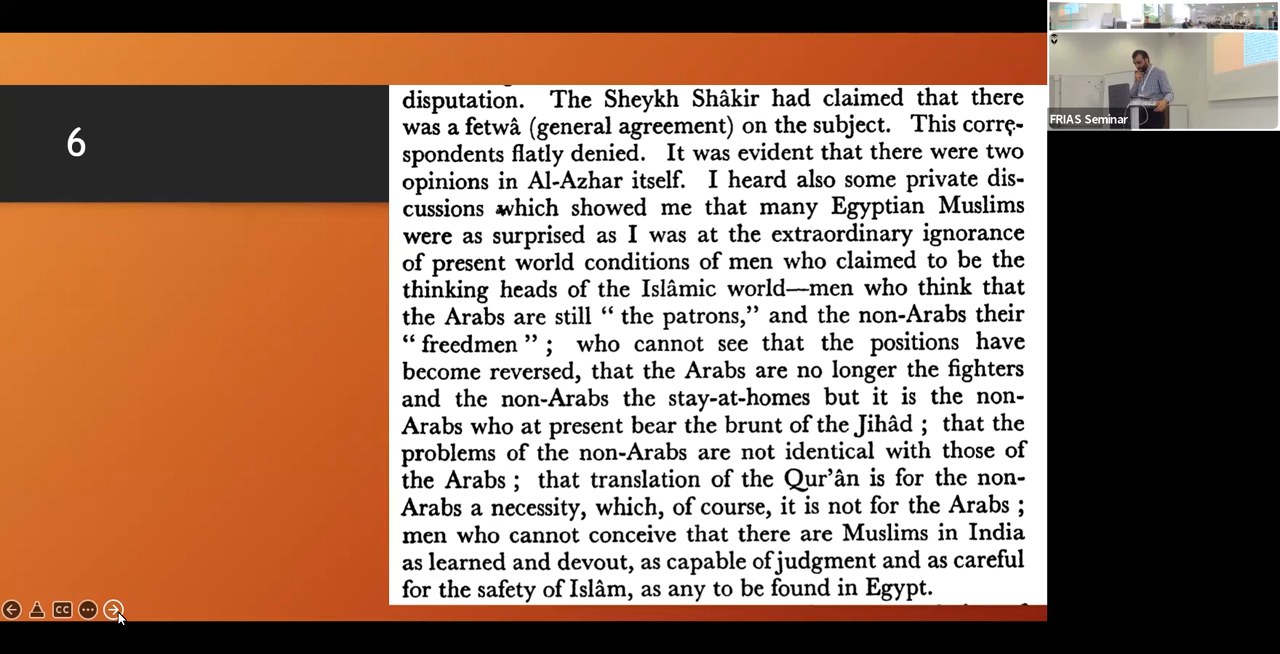 6
disputation. The Sheykh Shâkir had claimed that there
was a fetwâ (general agreement) on the subject. This corre-
spondents flatly denied. It was evident that there were two
opinions in Al-Azhar itself. I heard also some private dis-
cussions which showed me that many Egyptian Muslims
were as surprised as I was at the extraordinary ignorance
of present world conditions of men who claimed to be the
thinking heads of the Islâmic world—men who think that
the Arabs are still “ the patrons,” and the non-Arabs their
“ freedmen ” ; who cannot see that the positions have
become reversed, that the Arabs are no longer the fighters
and the non-Arabs the stay-at-homes but it is the non-
Arabs who at present bear the brunt of the Jihâd ; that the
problems of the non-Arabs are not identical with those of
the Arabs ; that translation of the Qur’ân is for the non-
Arabs a necessity, which, of course, it is not for the Arabs ;
men who cannot conceive that there are Muslims in India
as learned and devout, as capable of judgment and as careful
for the safety of Islâm, as any to be found in Egypt.
CC
FRIAS Seminar